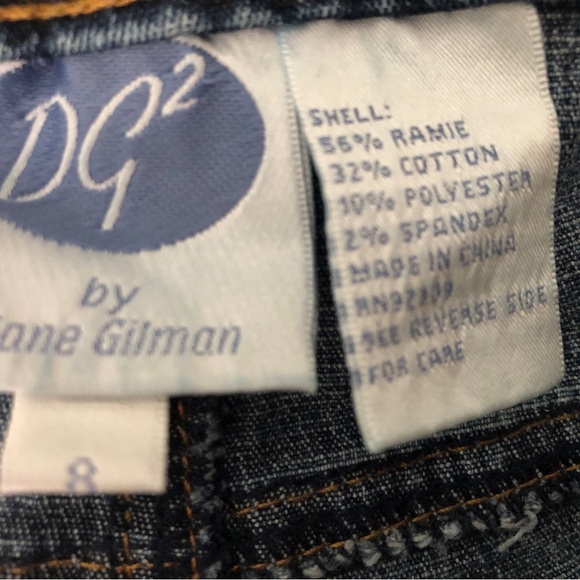 DG2
by
iane Gilman
8
SHELL:
56% RAMIE
32% COTTON
10% POLYESTER
2% SPANDEX
MADE IN CHINA
SEE REVERSE SIDE
FOR CARE